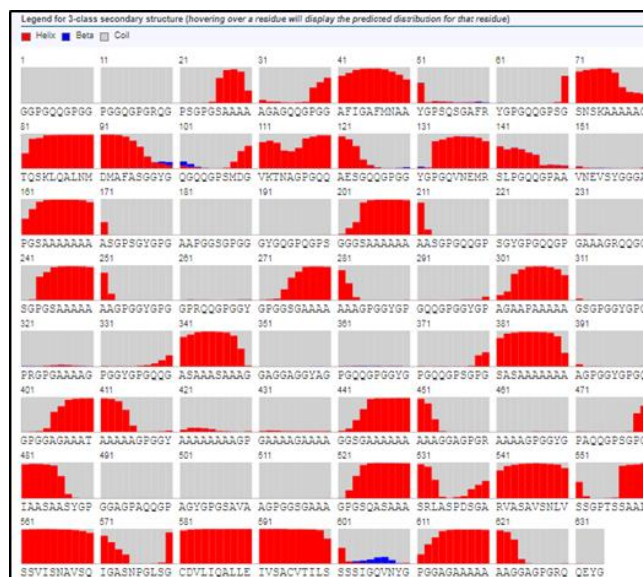 Legend for 3-class secondary structure (hovering over a residue will display the predicted distribution for that residue)
Helix Beta Coil
1 11 21 31 41 51 61 71
GGPGQQGPGG PGGQGPGRQG PSGPGSAAAA AGAGQQGPGG AFIGAFMNAA YGPSQSGAFR YGPGQQGPSG SNSKAAAAAG
81 91 101 111 121 131 141 151
TQSKLQALNM DMAFASGGYG QGQQGPSMDG VKTNAGPGQQ AESGQQGPGG YGPGQVNEMR SLPGQQGPAA VNEVSYGGGA
161 171 181 191 201 211 221 231
PGSAAAAAAA ASGPSGYGPG AAPGGSGPGG GYGQGPQGPS GGGSAAAAAA AASGPGQQGP SGYGPGQQGP
241 251 261 271 281 291 301 311
SGPGSAAAAA AAGPGGYGPG GPRQQGPGGY GPGGSGAAAA AAAGPGGYGP GQQGPGGYGP AGAAPAAAAA GSGPGGYGPG
321 331 341 351 361 371 381 391
PRGPGAAAAG PGGYGPGQQG ASAAASAAAG GAGGAGGYAG PGQQGPGGYG PGQQGPSGPG SASAAAAAAA AGPGGYGPGQ
401 411 421 431 441 451 461 471
GPGGAGAAAT AAAAAGPGGY AAAAAAAAGP GAAAAGAAAA GGSGAAAAAA AAAGGAGPGR AAAAGPGGYG PAQQGPSGPG
481 491 501 511 521 531 541 551
IAASAASYGP GGAGPAQQGP AGYGPGSAVA AGPGGSGAAA GPGSQASAAA SRLASPDSGA RVASAVSNLV SSGPTSSAAL
561 571 581 591 601 611 621 631
SSVISNAVSQ IGASNPGLSG CDVLIQALLE IVSACVTILS SSSIGQVNYG PGGAGAAAAA AAGGAGPGRQ QEYG